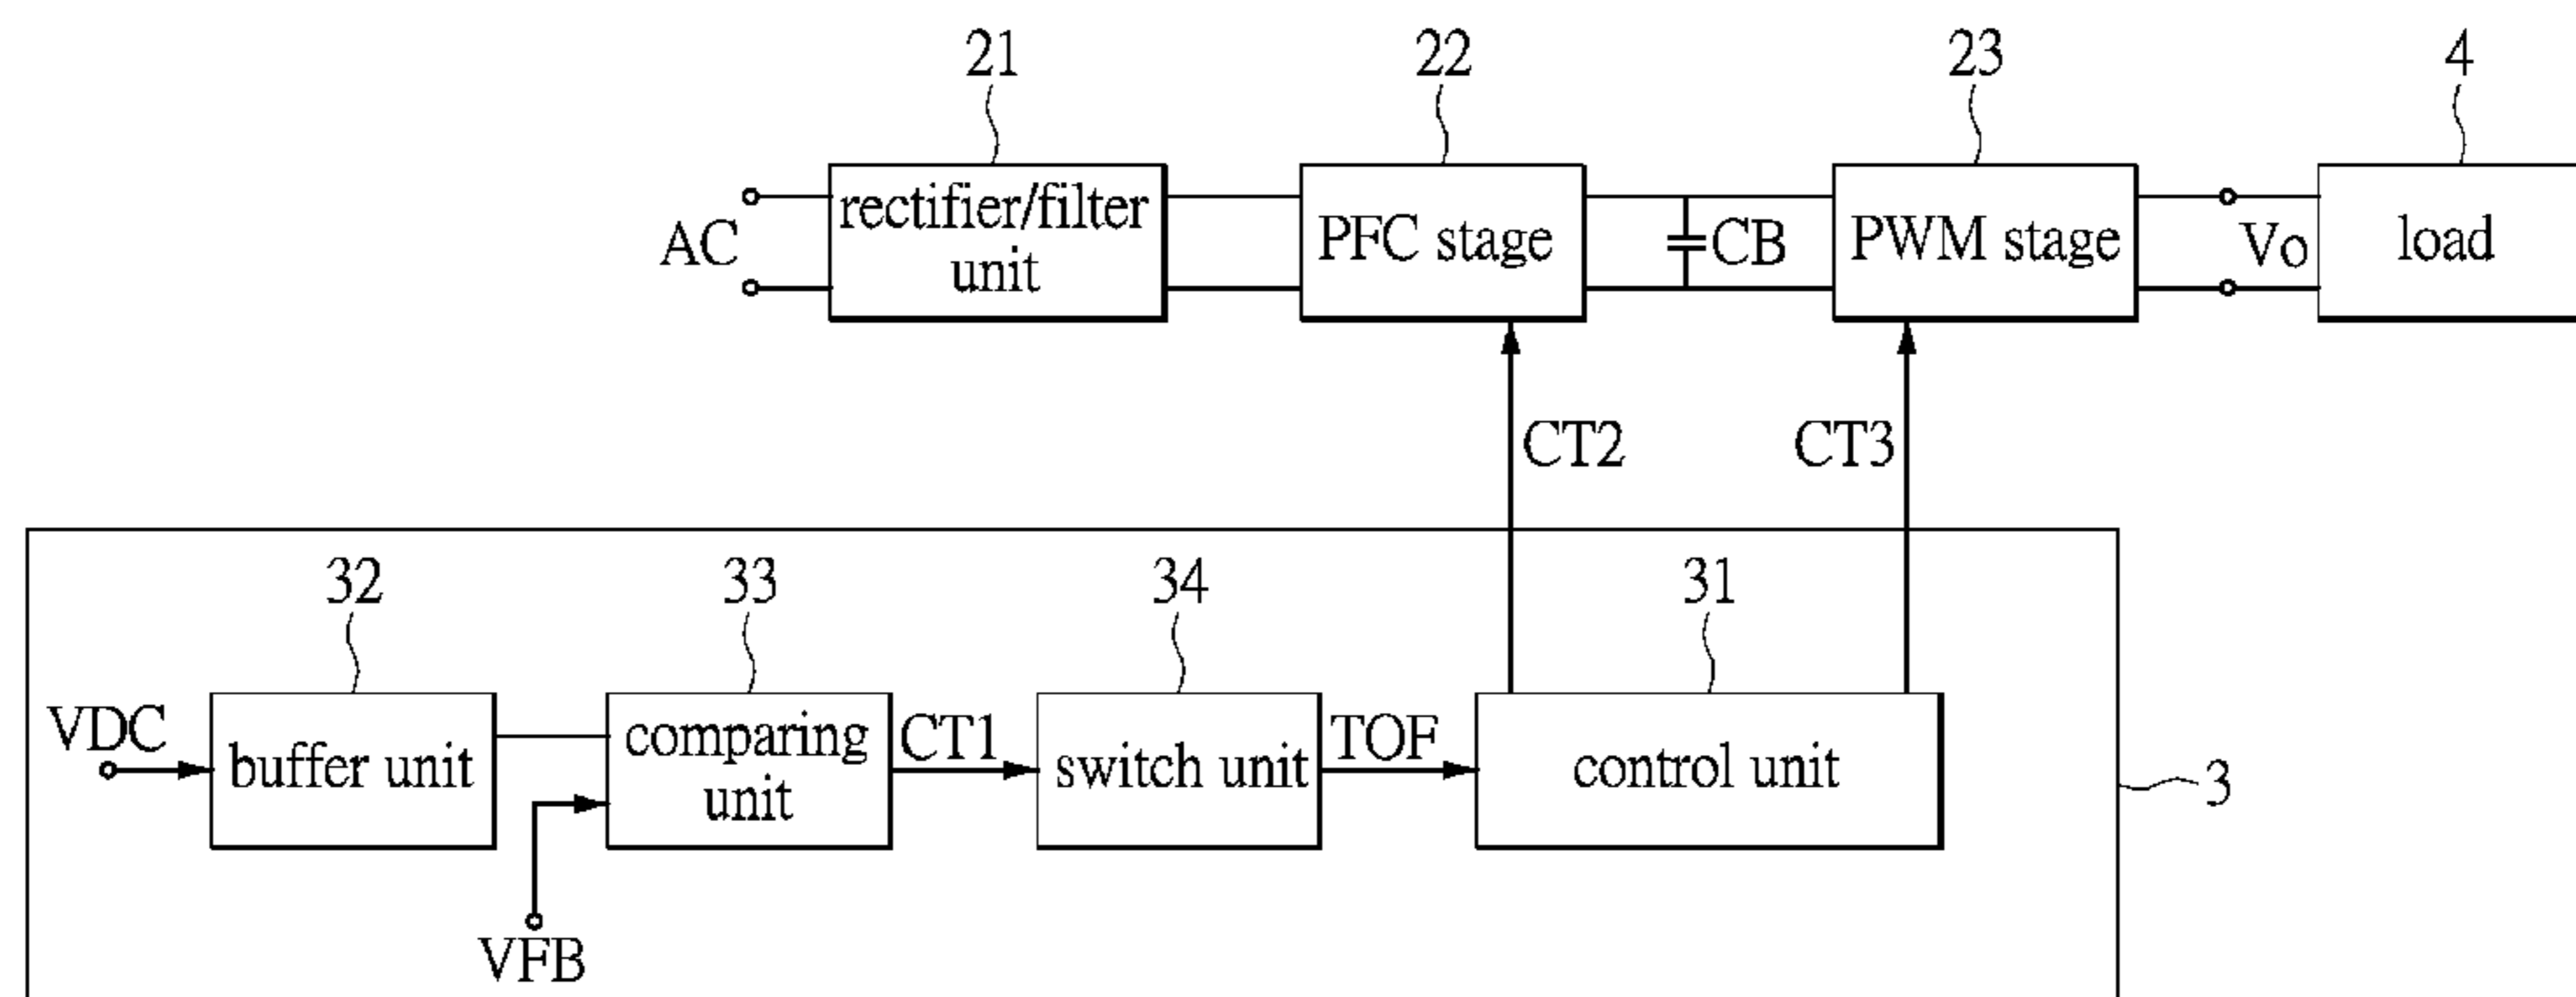 21
22
23
4
AC
rectifier/filter
unit
PFC stage
CB
PWM stage
Vo
load
CT2
CT3
32
33
34
31
VDC
buffer unit
comparing
unit
CT1
switch unit
TOF
control unit
3
VFB